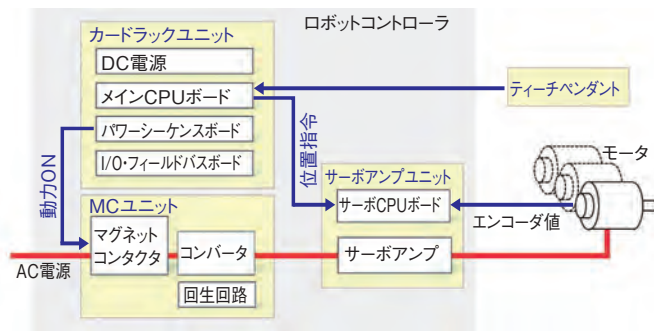 ロボットコントローラ
カードラックユニット
DC電源
メインCPUボード
パワーシーケンスボード
I/O・フィールドバスボード
ティーチペンダント
動力ON
位置指令
モータ
サーボアンプユニット
サーボCPUボード
エンコーダ値
サーボアンプ
MCユニット
マグネット
コンタクタ
コンバータ
回生回路
AC電源